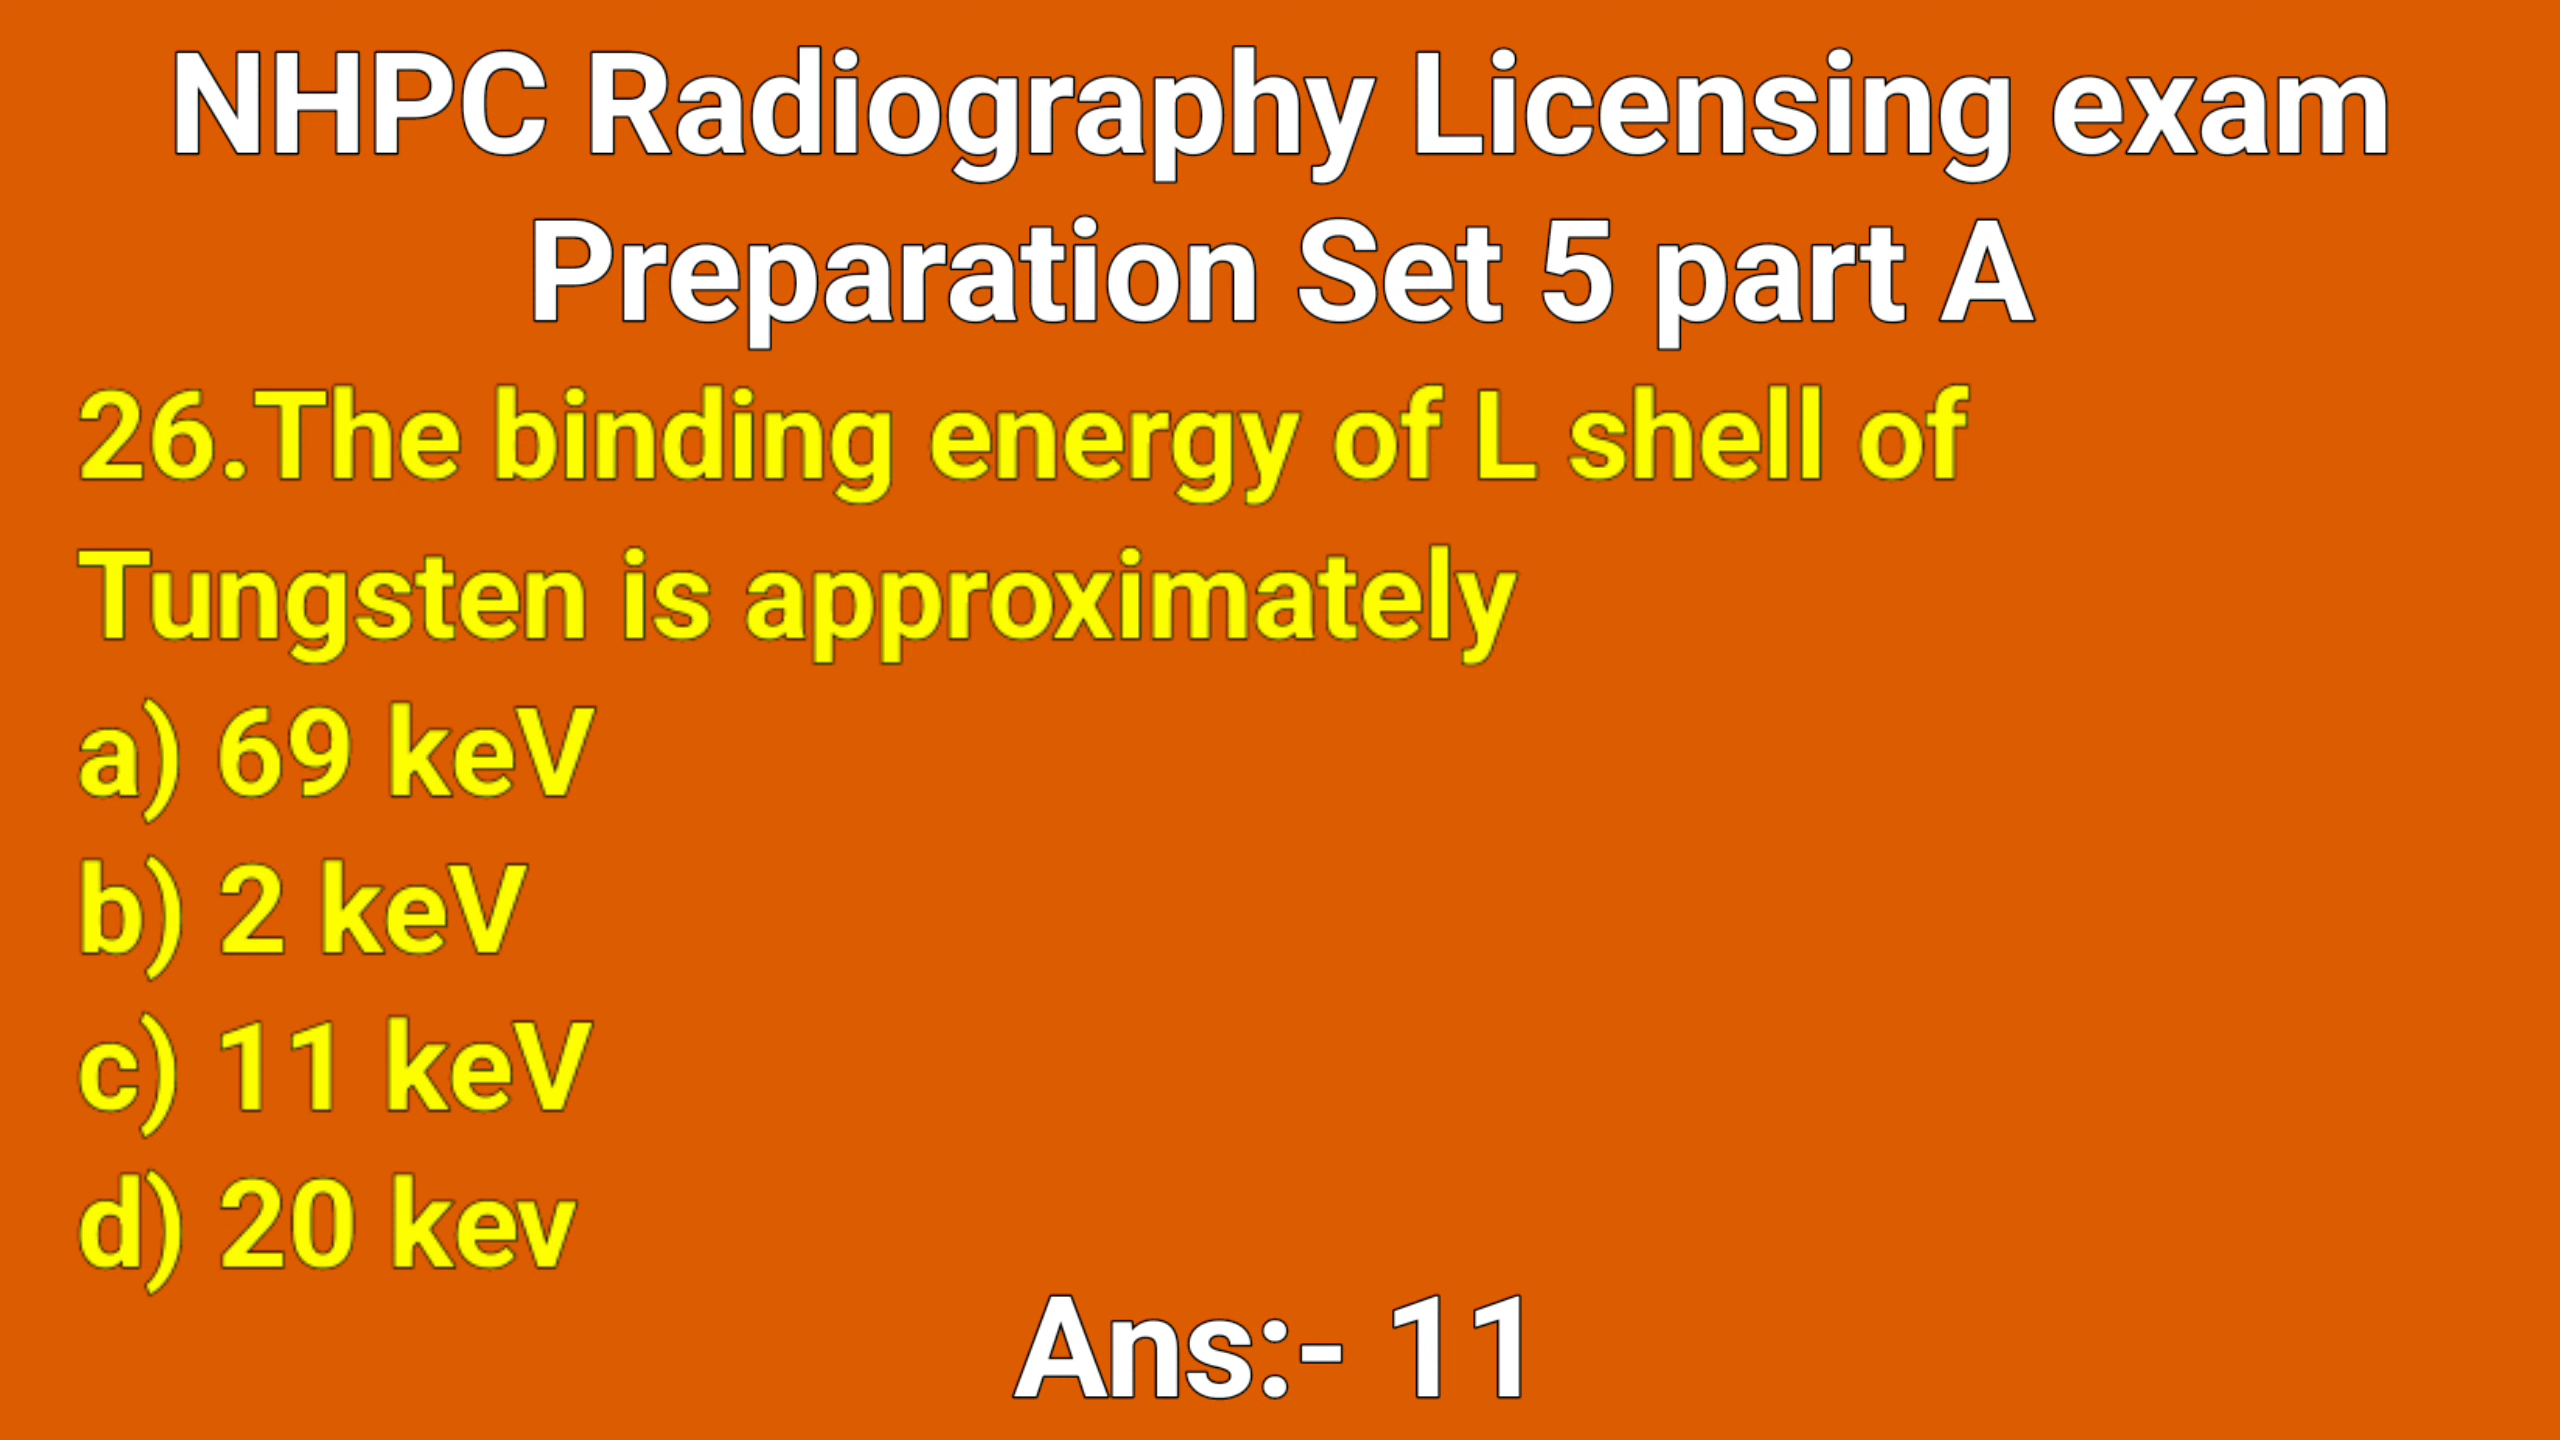 NHPC Radiography Licensing exam
Preparation Set 5 part A
26.The binding energy of L shell of
Tungsten is approximately
a) 69 keV
b) 2 keV
c) 11 keV
d) 20 kev
Ans:- 11